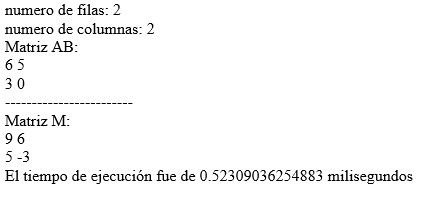 numero de filas: 2
numero de columnas: 2
Matriz AB:
6 5
3 0
------------------------
Matriz M:
9 6
5 -3
El tiempo de ejecución fue de 0.52309036254883 milisegundos